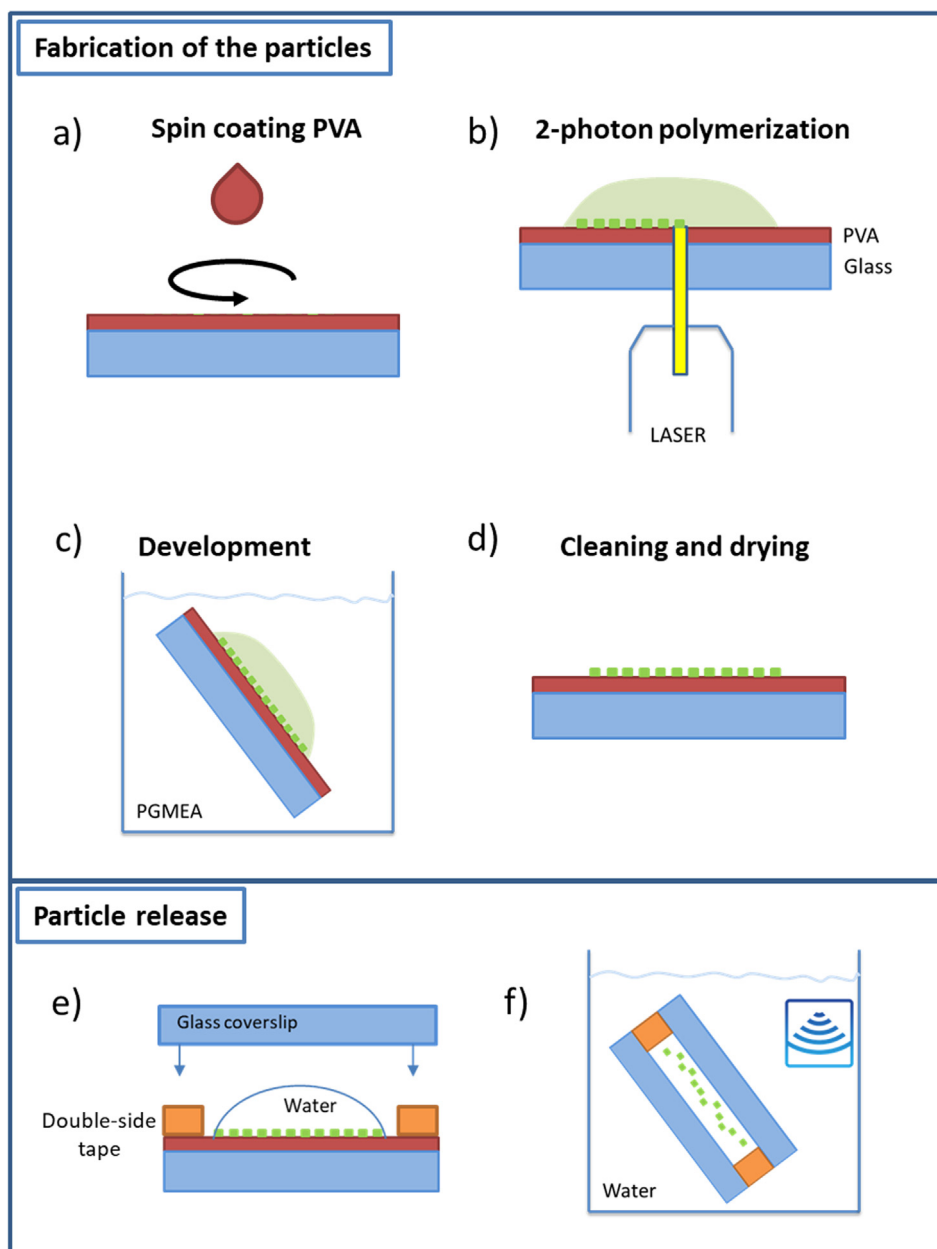 Fabrication of the particles
a)
Spin coating PVA
b)
2-photon polymerization
PVA
Glass
LASER
c)
Development
PGMEA
d)
Cleaning and drying
Particle release
e)
Glass coverslip
Water
Double-side
tape
f)
Water